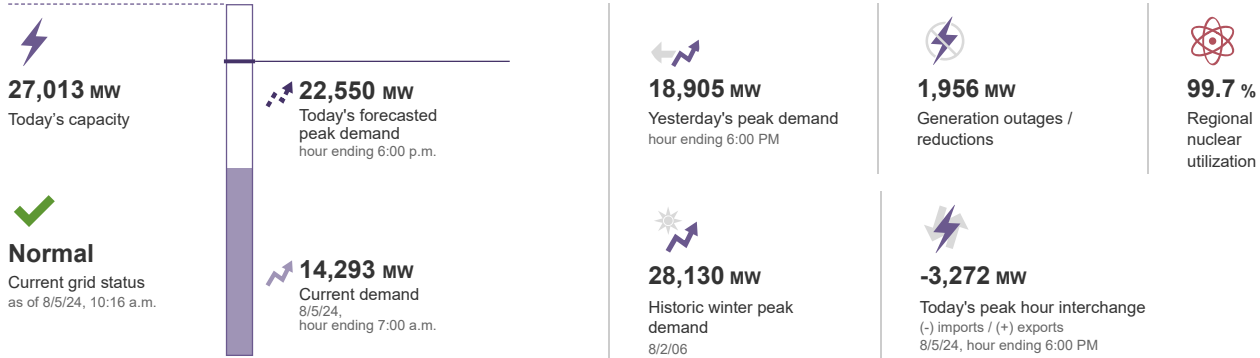 27,013 MW
Today's capacity
Normal
Current grid status
as of 8/5/24, 10:16 a.m.
22,550 MW
Today's forecasted
peak demand
hour ending 6:00 p.m.
14,293 MW
Current demand
8/5/24,
hour ending 7:00 a.m.
18,905 MW
Yesterday's peak demand
hour ending 6:00 PM
1,956 MW
Generation outages /
reductions
99.7 %
Regional
nuclear
utilization
28,130 MW
Historic winter peak
demand
8/2/06
-3,272 MW
Today's peak hour interchange
(-) imports / (+) exports
8/5/24, hour ending 6:00 PM